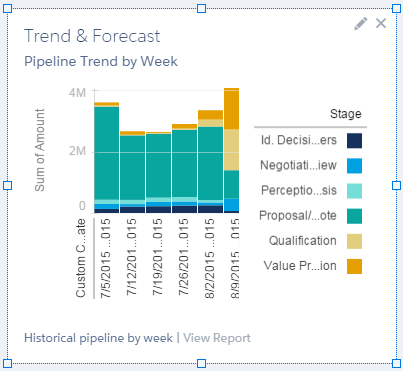 Trend & Forecast
Pipeline Trend by Week
Sum of Amount
4M
2M
0
Custom C...ate
7/5/2015 ...015
7/12/201...015
7/19/201...015
7/26/201...015
8/2/2015 ...015
8/9/2015 ...015
Stage
Id. Decisi...ers
Negotiati...iew
Perceptio...sis
Proposal/...ote
Qualification
Value Pr...ion
Historical pipeline by week | View Report